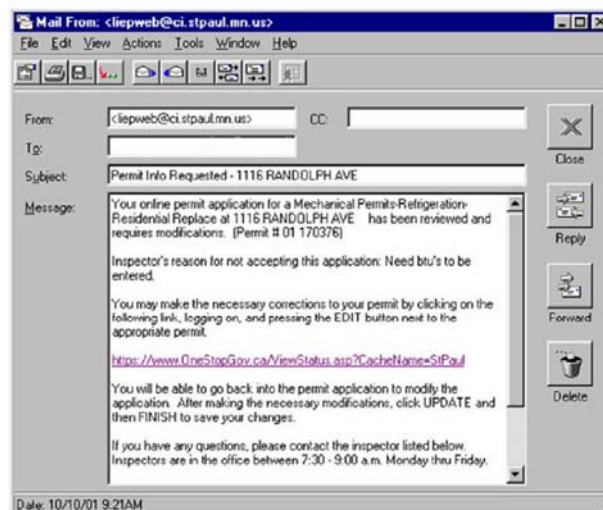 Mail From: <liepweb@ci.stpaul.mn.us>
File Edit View Actions Tools Window Help
From: <liepweb@ci.stpaul.mn.us> CC:
To:
Subject: Permit Info Requested - 1116 RANDOLPH AVE
Message:
Your online permit application for a Mechanical Permits-Refrigeration-
Residential Replace at 1116 RANDOLPH AVE has been reviewed and
requires modifications. (Permit # 01 170376)
Inspector's reason for not accepting this application: Need btu's to be
entered.
You may make the necessary corrections to your permit by clicking on the
following link, logging on, and pressing the EDIT button next to the
appropriate permit.
https://www.OneStopGov.ca/ViewStatus.asp?CacheName=StPaul
You will be able to go back into the permit application to modify the
application. After making the necessary modifications, click UPDATE and
then FINISH to save your changes.
If you have any questions, please contact the inspector listed below.
Inspectors are in the office between 7:30 - 9:00 a.m. Monday thru Friday.
Close
Reply
Forward
Delete
Date: 10/10/01 9:21AM